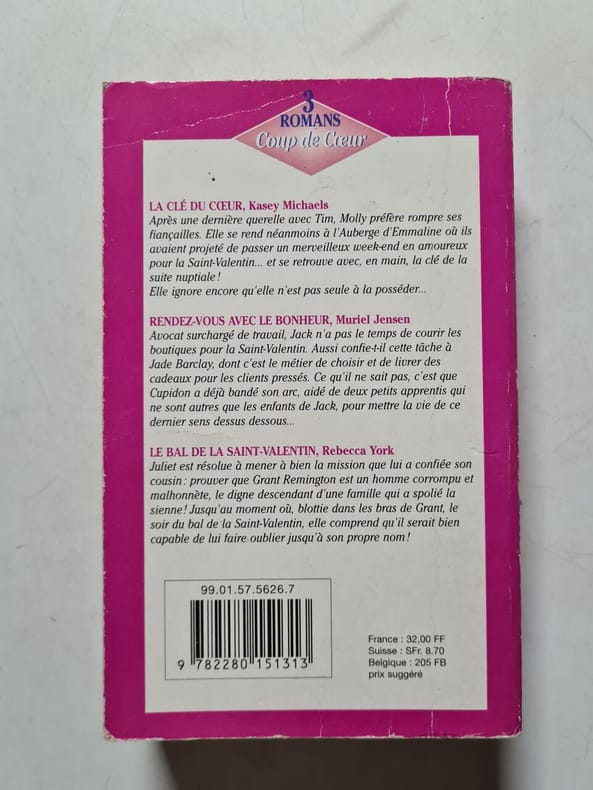 3
ROMANS
Coup de Cœur
LA CLÉ DU CŒUR, Kasey Michaels
Après une dernière querelle avec Tim, Molly préfère rompre ses
fiançailles. Elle se rend néanmoins à l'Auberge d'Emmaline où ils
avaient projeté de passer un merveilleux week-end en amoureux
pour la Saint-Valentin... et se retrouve avec, en main, la clé de la
suite nuptiale !
Elle ignore encore qu'elle n'est pas seule à la posséder...
RENDEZ-VOUS AVEC LE BONHEUR, Muriel Jensen
Avocat surchargé de travail, Jack n'a pas le temps de courir les
boutiques pour la Saint-Valentin. Aussi confie-t-il cette tâche à
Jade Barclay, dont c'est le métier de choisir et de livrer des
cadeaux pour les clients pressés. Ce qu'il ne sait pas, c'est que
Cupidon a déjà bandé son arc, aidé de deux petits apprentis qui
ne sont autres que les enfants de Jack, pour mettre la vie de ce
dernier sens dessus dessous...
LE BAL DE LA SAINT-VALENTIN, Rebecca York
Juliet est résolue à mener à bien la mission que lui a confiée son
cousin : prouver que Grant Remington est un homme corrompu et
malhonnête, le digne descendant d'une famille qui a spolié la
sienne ! Jusqu'au moment où, blottie dans les bras de Grant, le
soir du bal de la Saint-Valentin, elle comprend qu'il serait bien
capable de lui faire oublier jusqu'à son propre nom !
99.01.57.5626.7
9 782280 151313
France : 32,00 FF
Suisse : SFr. 8.70
Belgique : 205 FB
prix suggéré